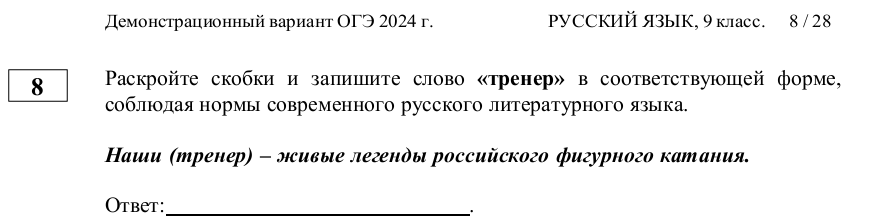 Демонстрационный вариант ОГЭ 2024 г. РУССКИЙ ЯЗЫК, 9 класс. 8 / 28
8 Раскройте скобки и запишите слово «тренер» в соответствующей форме,
соблюдая нормы современного русского литературного языка.
Наши (тренер) – живые легенды российского фигурного катания.
Ответ:______________________________.